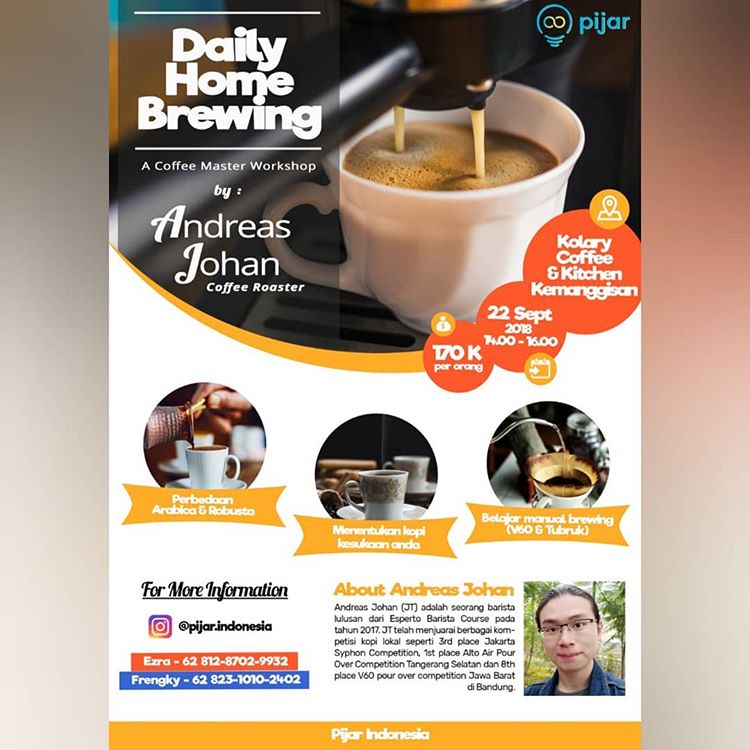 pijar
Daily
Home
Brewing
A Coffee Master Workshop
by :
Andreas
Johan
Coffee Roaster
Kolary
Coffee
& Kitchen
Kemanggisan
22 Sept
2018
14.00 - 16.00
170 K
per orang
Perbedaan
Arabica & Robusta
Menentukan kopi
kesukaan anda
Belajar manual brewing
(V60 & Tubruk)
For More Information
@pijar.indonesia
Ezra - 62 812-8702-9932
Frengky - 62 823-1010-2402
About Andreas Johan
Andreas Johan (JT) adalah seorang barista
lulusan dari Esperto Barista Course pada
tahun 2017. JT telah menjuarai berbagai kom-
petisi kopi lokal seperti 3rd place Jakarta
Syphon Competition, 1st place Alto Air Pour
Over Competition Tangerang Selatan dan 8th
place V60 pour over competition Jawa Barat
di Bandung.
Pijar Indonesia